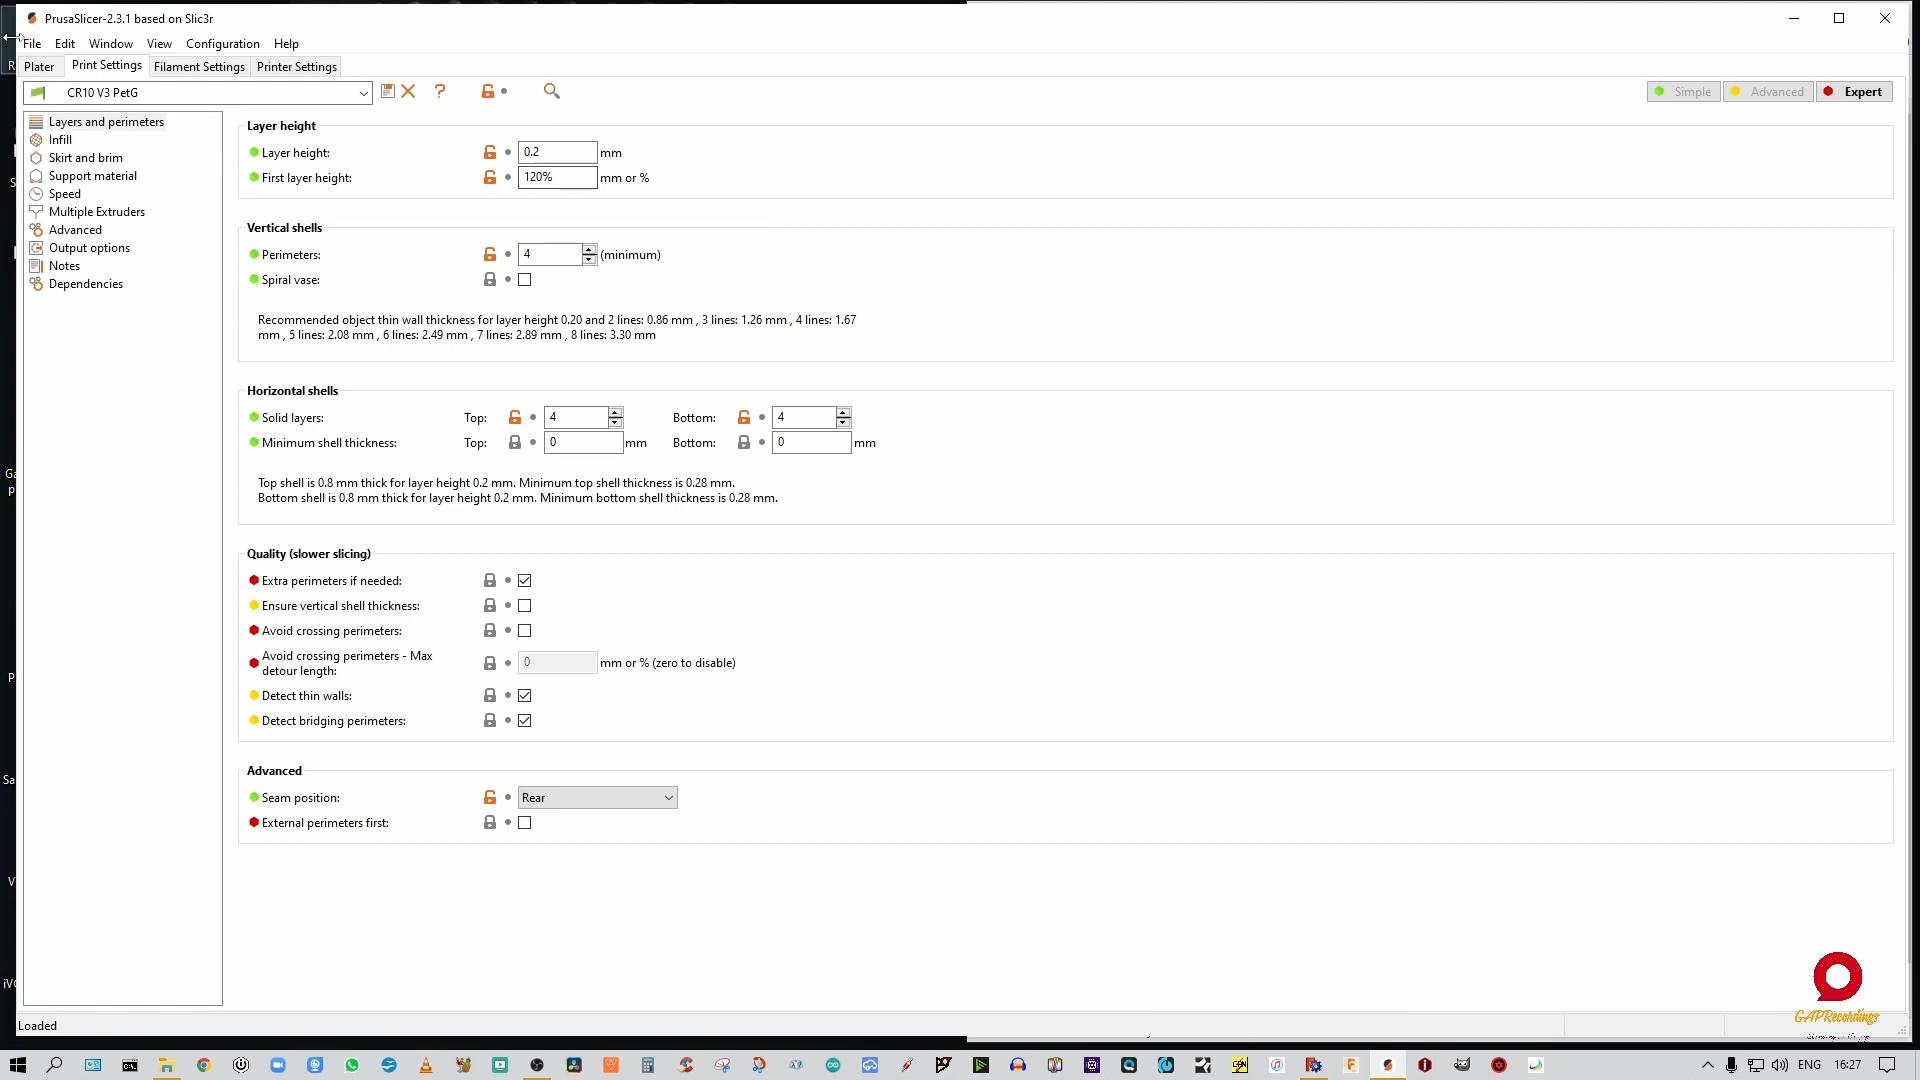 PrusaSlicer-2.3.1 based on Slic3r
File Edit Window View Configuration Help
Plater Print Settings Filament Settings Printer Settings
CR10 V3 PetG
? Simple Advanced Expert
Layers and perimeters
Infill
Skirt and brim
Support material
Speed
Multiple Extruders
Advanced
Output options
Notes
Dependencies
Layer height
Layer height: 0.2 mm
First layer height: 120% mm or %
Vertical shells
Perimeters: 4 (minimum)
Spiral vase:
Recommended object thin wall thickness for layer height 0.20 and 2 lines: 0.86 mm , 3 lines: 1.26 mm , 4 lines: 1.67
mm , 5 lines: 2.08 mm , 6 lines: 2.49 mm , 7 lines: 2.89 mm , 8 lines: 3.30 mm
Horizontal shells
Solid layers: Top: 4 Bottom: 4
Minimum shell thickness: Top: 0 mm Bottom: 0 mm
Top shell is 0.8 mm thick for layer height 0.2 mm. Minimum top shell thickness is 0.28 mm.
Bottom shell is 0.8 mm thick for layer height 0.2 mm. Minimum bottom shell thickness is 0.28 mm.
Quality (slower slicing)
Extra perimeters if needed:
Ensure vertical shell thickness:
Avoid crossing perimeters:
Avoid crossing perimeters - Max
detour length: 0 mm or % (zero to disable)
Detect thin walls:
Detect bridging perimeters:
Advanced
Seam position: Rear
External perimeters first:
GAPRecordings
Loaded
ENG 16:27